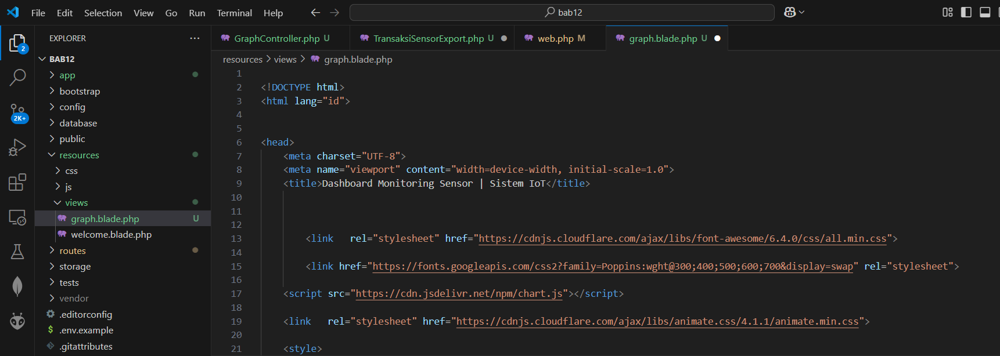 File Edit Selection View Go Run Terminal Help
bab12
EXPLORER
2
2K+
BAB12
app
bootstrap
config
database
public
resources
css
js
views
graph.blade.php U
welcome.blade.php
routes
storage
tests
vendor
.editorconfig
$ .env.example
.gitattributes
GraphController.php U
TransaksiSensorExport.php U
web.php M
graph.blade.php U
resources > views > graph.blade.php
1
2 <!DOCTYPE html>
3 <html lang="id">
4
5
6 <head>
7 <meta charset="UTF-8">
8 <meta name="viewport" content="width=device-width, initial-scale=1.0">
9 <title>Dashboard Monitoring Sensor | Sistem IoT</title>
10
11
12
13 <link   rel="stylesheet" href="https://cdnjs.cloudflare.com/ajax/libs/font-awesome/6.4.0/css/all.min.css">
14
15 <link href="https://fonts.googleapis.com/css2?family=Poppins:wght@300;400;500;600;700&display=swap" rel="stylesheet">
16
17 <script src="https://cdn.jsdelivr.net/npm/chart.js"></script>
18
19 <link   rel="stylesheet" href="https://cdnjs.cloudflare.com/ajax/libs/animate.css/4.1.1/animate.min.css">
20
21 <style>